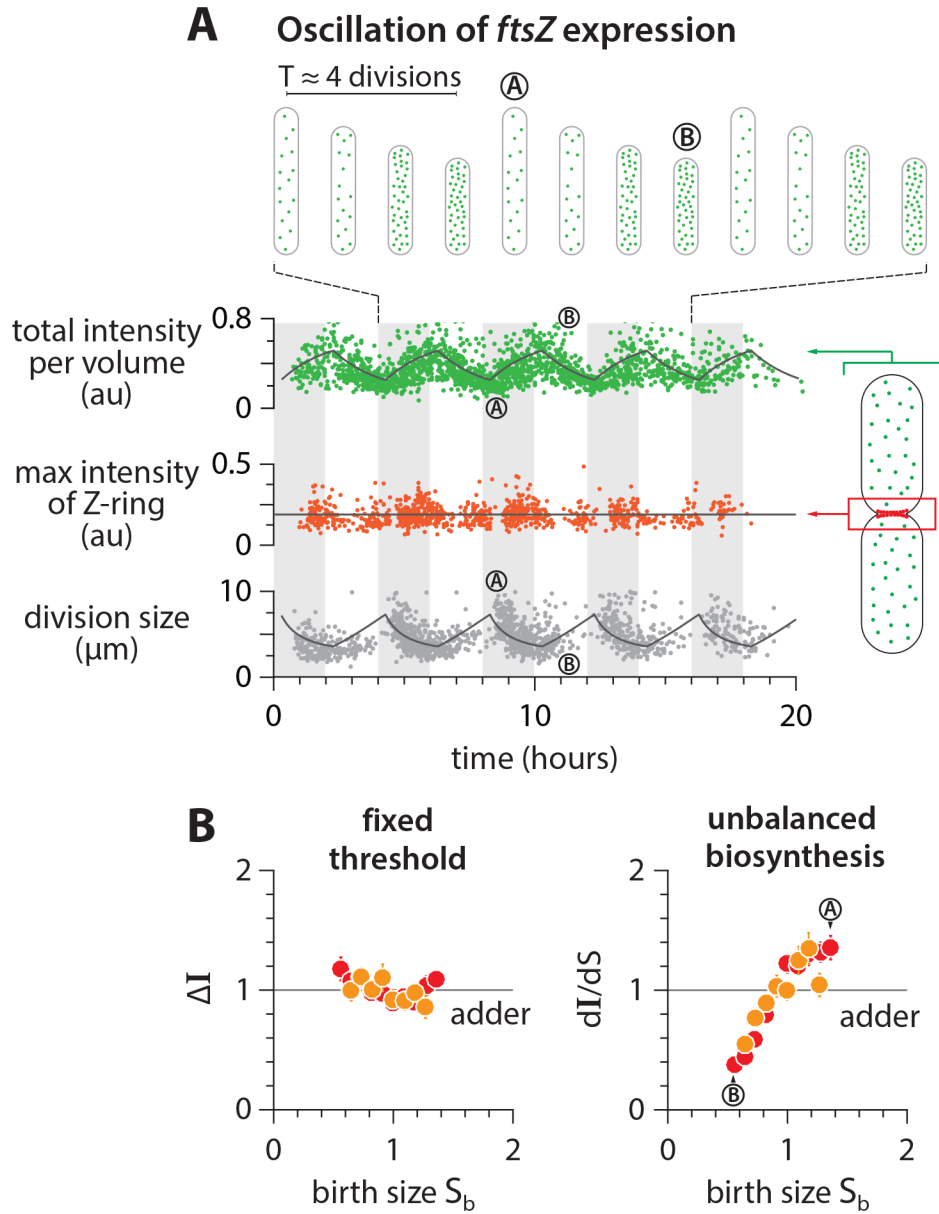 A Oscillation of ftsZ expression
T ≈ 4 divisions
A
B
total intensity
per volume
(au)
0.8
0
B
A
max intensity
of Z-ring
(au)
0.5
0
division size
(μm)
10
0
A
B
0 10 20
time (hours)
B
fixed
threshold
2
1
0
ΔI
adder
0 1 2
birth size Sb
unbalanced
biosynthesis
2
1
0
dI/dS
A
adder
B
0 1 2
birth size Sb